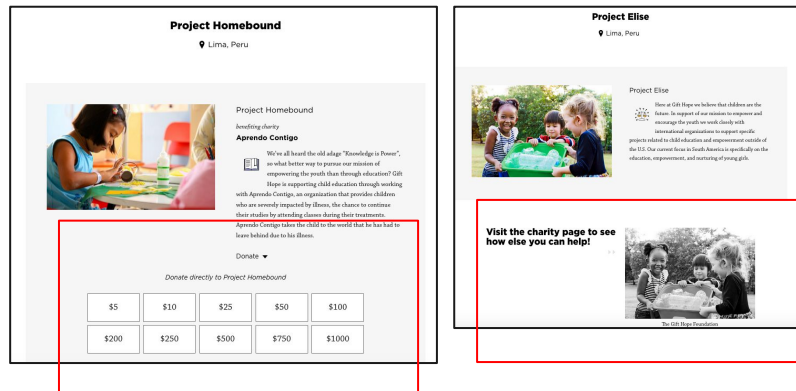 Project Homebound
Lima, Peru
Project Homebound
benefiting charity
Aprendo Contigo
We've all heard the old adage "Knowledge is Power",
so what better way to pursue our mission of
empowering the youth than through education? Gift
Hope is supporting child education through working
with Aprendo Contigo, an organization that provides children
who are severely impacted by illness, the chance to continue
their studies by attending classes during their treatments.
Aprendo Contigo takes the child to the world that he has had to
leave behind due to his illness.
Donate
Donate directly to Project Homebound
$5 $10 $25 $50 $100
$200 $250 $500 $750 $1000
Project Elise
Lima, Peru
Project Elise
Here at Gift Hope we believe that children are the
future. In support of our mission to empower and
encourage the youth we work closely with
international organizations to support specific
projects related to child education and empowerment outside of
the U.S. Our current focus in South America is specifically on the
education, empowerment, and nurturing of young girls.
Visit the charity page to see
how else you can help!
The Gift Hope Foundation